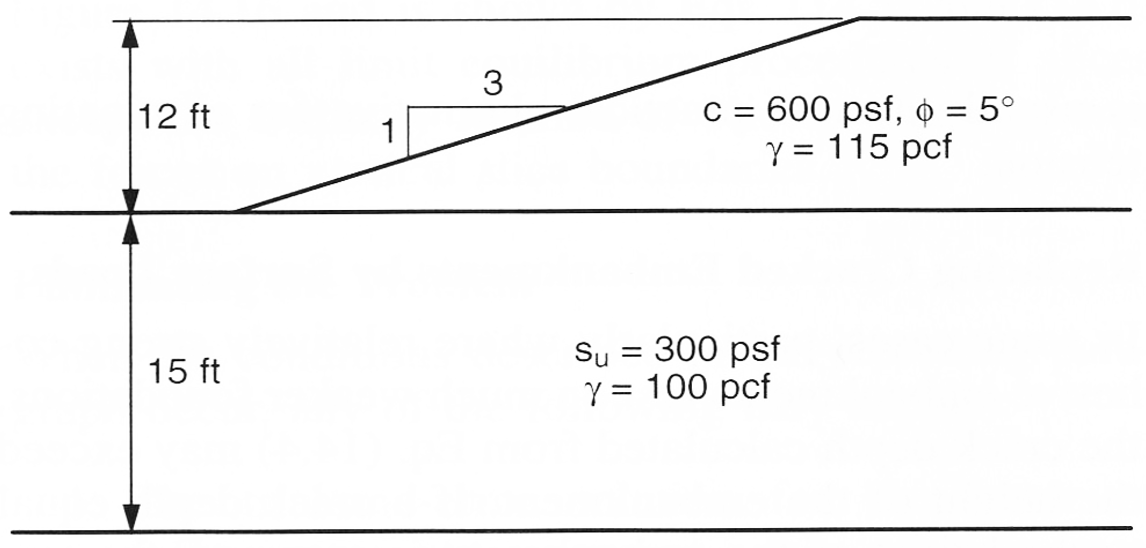 3
12 ft
1
c = 600 psf, ϕ = 5°
γ = 115 pcf
15 ft
sᵤ = 300 psf
γ = 100 pcf